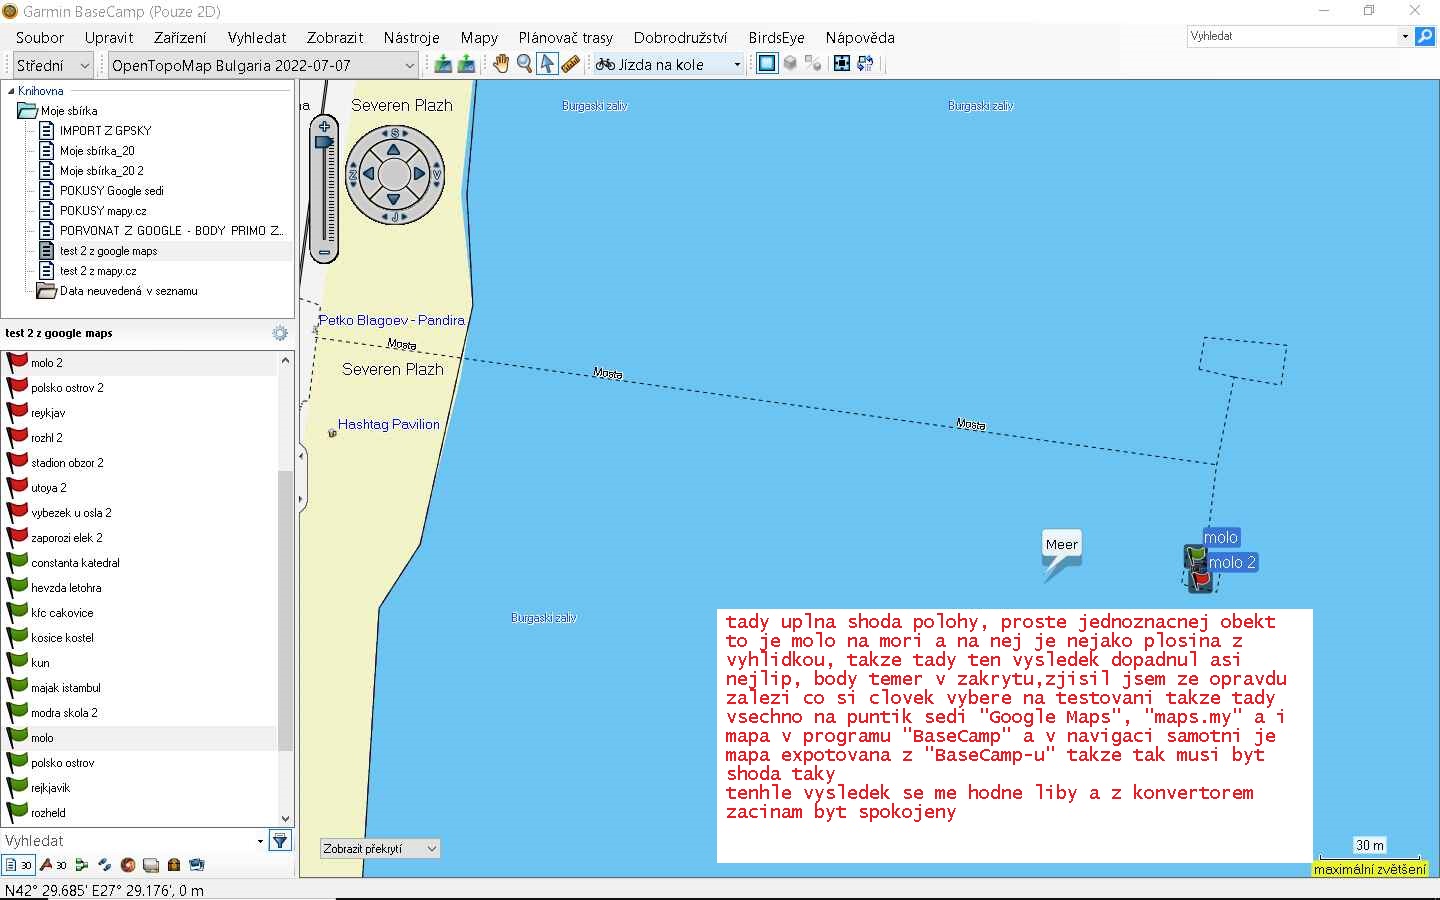 Garmin BaseCamp (Pouze 2D)
Soubor Upravit Zařízení Vyhledat Zobrazit Nástroje Mapy Plánovač trasy Dobrodružství BirdsEye Nápověda
Vyhledat
Střední
OpenTopoMap Bulgaria 2022-07-07
Jízda na kole
Knihovna
Moje sbírka
IMPORT Z GPSKY
Moje sbírka_20
Moje sbírka_20 2
POKUSY Google sedi
POKUSY mapy.cz
PORVONAT Z GOOGLE - BODY PRIMO Z...
test 2 z google maps
test 2 z mapy.cz
Data neuvedená v seznamu
test 2 z google maps
molo 2
polsko ostrov 2
reykjav
rozhl 2
stadion obzor 2
utoya 2
vybezek u osla 2
zaporozi elek 2
constanta katedral
hevzda letohra
kfc cakovice
kosice kostel
kun
majak istambul
modra skola 2
molo
polsko ostrov
rejkjavik
rozheld
Vyhledat
30
30
N42° 29.685' E27° 29.176', 0 m
na
Severen Plazh
Burgaski zaliv
Burgaski zaliv
S
Z
V
J
Petko Blagoev - Pandira
Mosta
Severen Plazh
Mosta
Hashtag Pavilion
Mosta
molo
Meer
molo 2
Burgaski zaliv
tady uplna shoda polohy, proste jednoznacnej obekt
to je molo na mori a na nej je nejako plosina z
vyhlidkou, takze tady ten vysledek dopadnul asi
nejlip, body temer v zakrytu,zjisil jsem ze opravdu
zalezi co si clovek vybere na testovani takze tady
vsechno na puntik sedi "Google Maps", "maps.my" a i
mapa v programu "BaseCamp" a v navigaci samotni je
mapa expotovana z "BaseCamp-u" takze tak musi byt
shoda taky
tenhle vysledek se me hodne liby a z konvertorem
zacinam byt spokojeny
Zobrazit překrytí
30 m
maximální zvětšení